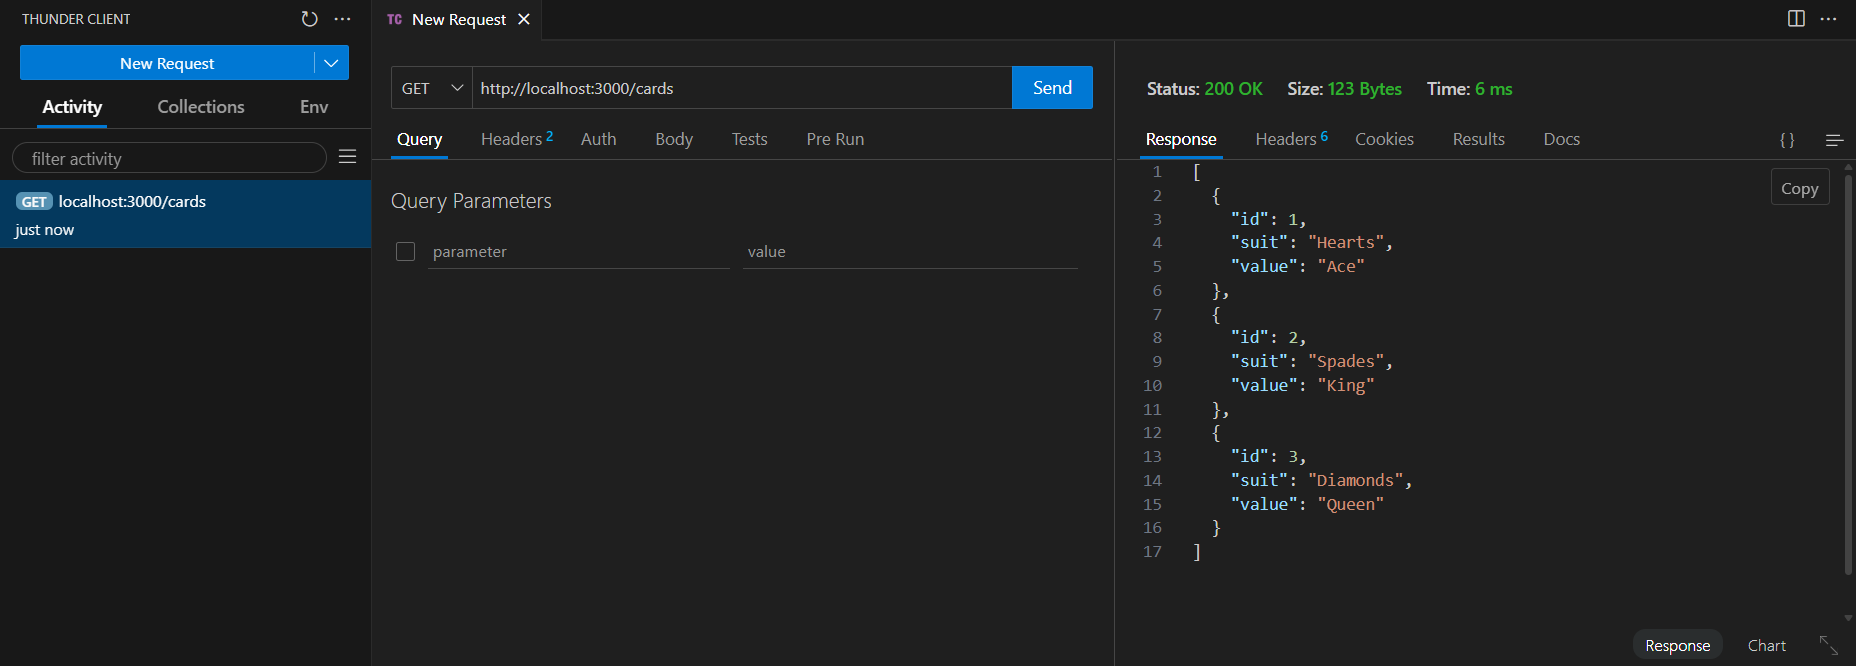 THUNDER CLIENT
New Request
Activity Collections Env
filter activity
GET localhost:3000/cards
just now
TC New Request
GET http://localhost:3000/cards Send
Query Headers 2 Auth Body Tests Pre Run
Query Parameters
parameter value
Status: 200 OK Size: 123 Bytes Time: 6 ms
Response Headers 6 Cookies Results Docs {}
Copy
1 [
2 {
3 "id": 1,
4 "suit": "Hearts",
5 "value": "Ace"
6 },
7 {
8 "id": 2,
9 "suit": "Spades",
10 "value": "King"
11 },
12 {
13 "id": 3,
14 "suit": "Diamonds",
15 "value": "Queen"
16 }
17 ]
Response Chart